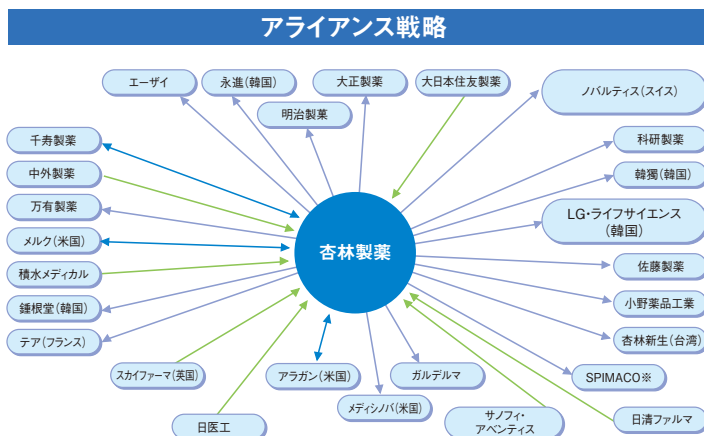 アライアンス戦略
エーザイ
永進(韓国)
大正製薬
大日本住友製薬
ノバルティス(スイス)
明治製薬
千寿製薬
中外製薬
万有製薬
メルク(米国)
積水メディカル
鍾根堂(韓国)
テア(フランス)
杏林製薬
科研製薬
韓獨(韓国)
LG・ライフサイエンス
(韓国)
佐藤製薬
小野薬品工業
杏林新生(台湾)
SPIMACO※
日清ファルマ
スカイファーマ(英国)
日医工
アラガン(米国)
メディシノバ(米国)
ガルデルマ
サノフィ・
アベンティス